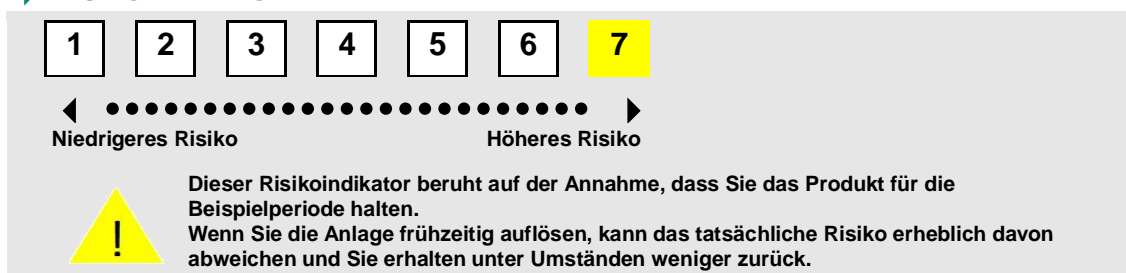 1 2 3 4 5 6 7
Niedrigeres Risiko Höheres Risiko
Dieser Risikoindikator beruht auf der Annahme, dass Sie das Produkt für die
Beispielperiode halten.
Wenn Sie die Anlage frühzeitig auflösen, kann das tatsächliche Risiko erheblich davon
abweichen und Sie erhalten unter Umständen weniger zurück.
!